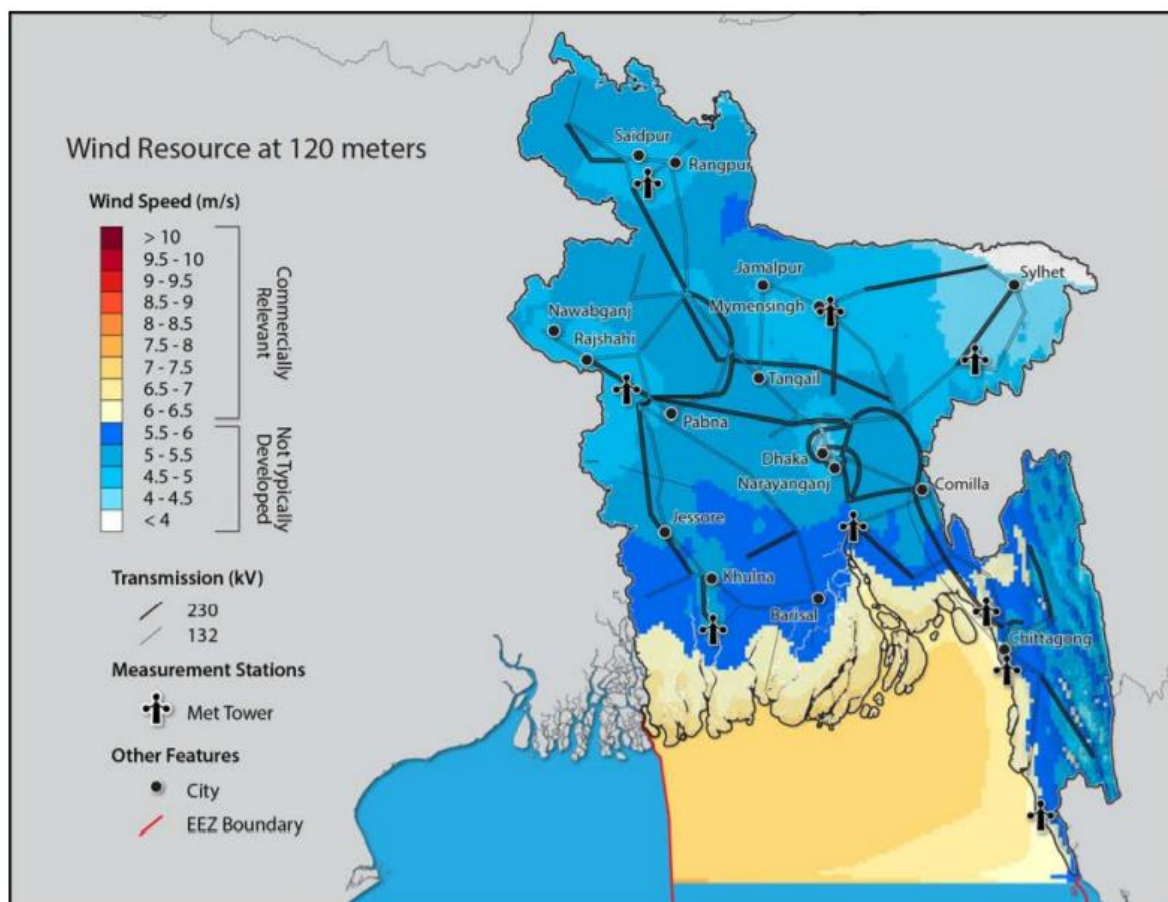 Wind Resource at 120 meters
Wind Speed (m/s)
> 10
9.5 - 10
9 - 9.5
8.5 - 9
8 - 8.5
7.5 - 8
7 - 7.5
6.5 - 7
6 - 6.5
5.5 - 6
5 - 5.5
4.5 - 5
4 - 4.5
< 4
Commercially
Relevant
Not Typically
Developed
Transmission (kV)
230
132
Measurement Stations
Met Tower
Other Features
City
EEZ Boundary
Saidpur
Rangpur
Jamalpur
Sylhet
Mymensingh
Nawabganj
Rajshahi
Tangail
Pabna
Dhaka
Narayanganj
Comilla
Jessore
Khulna
Barisal
Chittagong